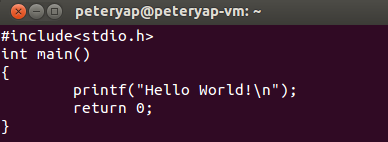 peteryap@peteryap-vm: ~
#include<stdio.h>
int main()
{
        printf("Hello World!\n");
        return 0;
}